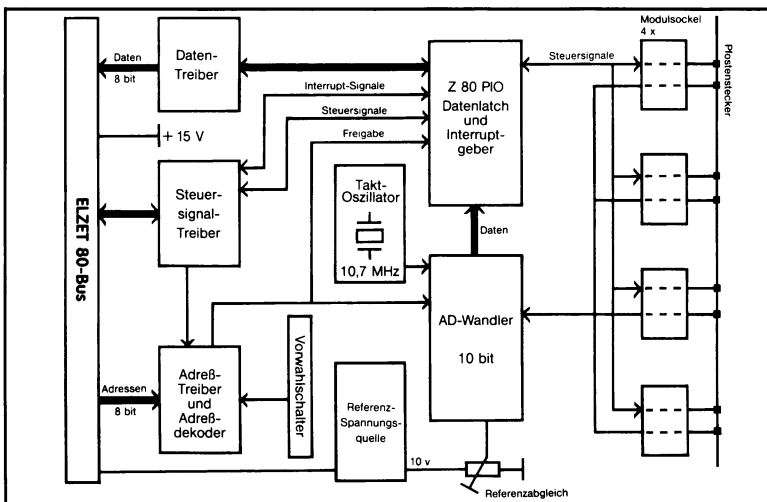 Modulsockel
4 x
Pfostenstecker
Daten
8 bit
Daten-
Treiber
Z 80 PIO
Datenlatch
und
Interrupt-
geber
Steuersignale
Interrupt-Signale
Steuersignale
Freigabe
+ 15 V
ELZET 80-Bus
Steuer-
signal-
Treiber
Takt-
Oszillator
10,7 MHz
Daten
AD-Wandler
10 bit
Vorwahlschalter
Adressen
8 bit
Adreß-
Treiber
und
Adreß-
dekoder
Referenz-
Spannungs-
quelle
10 v
Referenzabgleich